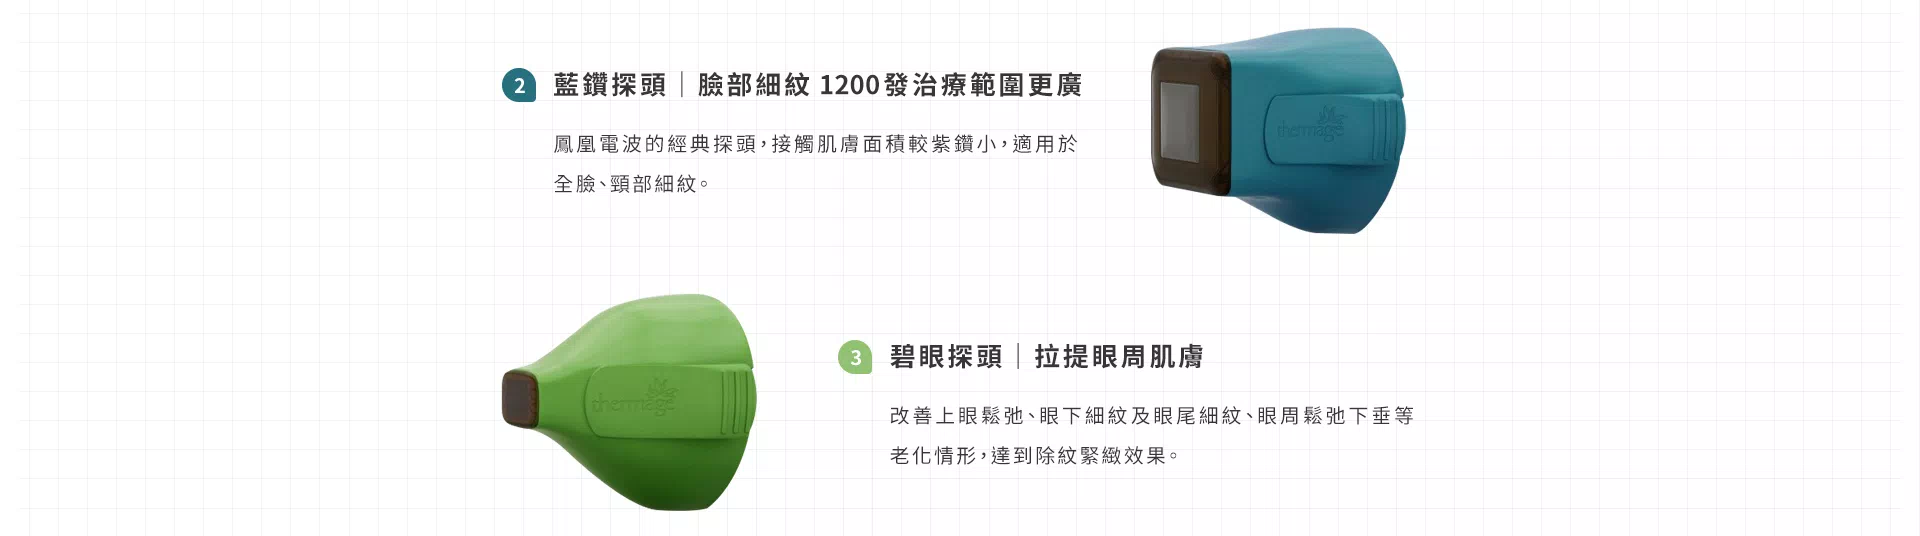 2 藍鑽探頭｜臉部細紋 1200發治療範圍更廣
鳳凰電波的經典探頭，接觸肌膚面積較紫鑽小，適用於
全臉、頸部細紋。
thermage
thermage
3 碧眼探頭｜拉提眼周肌膚
改善上眼鬆弛、眼下細紋及眼尾細紋、眼周鬆弛下垂等
老化情形，達到除紋緊緻效果。